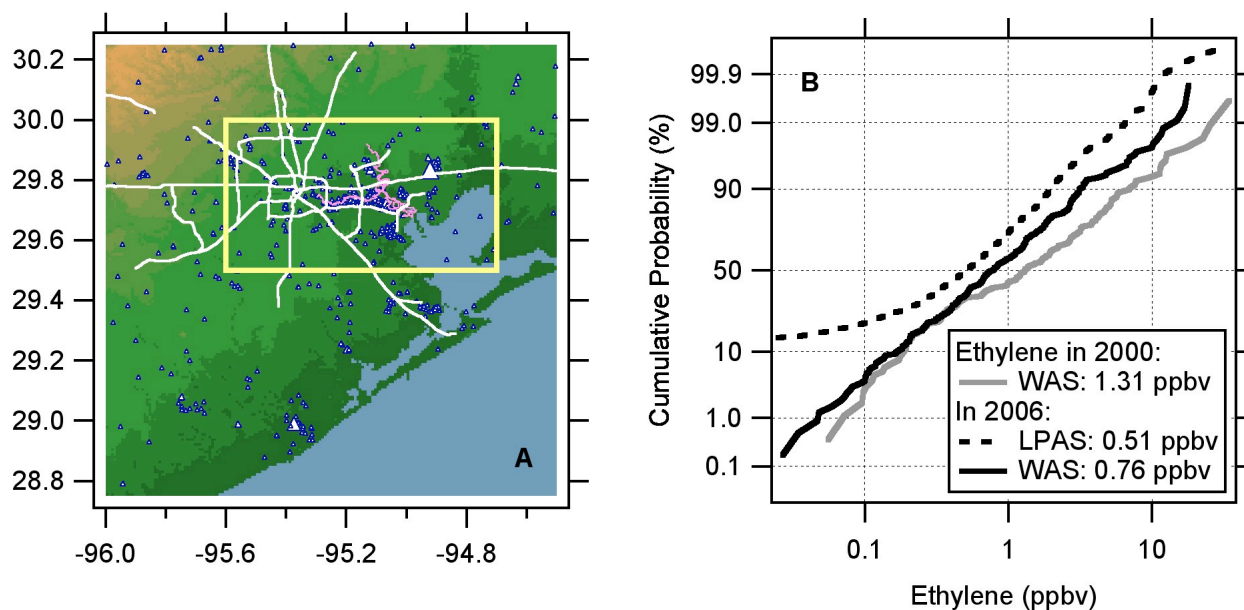 30.2
30.0
29.8
29.6
29.4
29.2
29.0
28.8
-96.0
-95.6
-95.2
-94.8
A
Cumulative Probability (%)
99.9
99.0
90
50
10
1.0
0.1
B
Ethylene in 2000:
WAS: 1.31 ppbv
In 2006:
LPAS: 0.51 ppbv
WAS: 0.76 ppbv
0.1
1
10
Ethylene (ppbv)